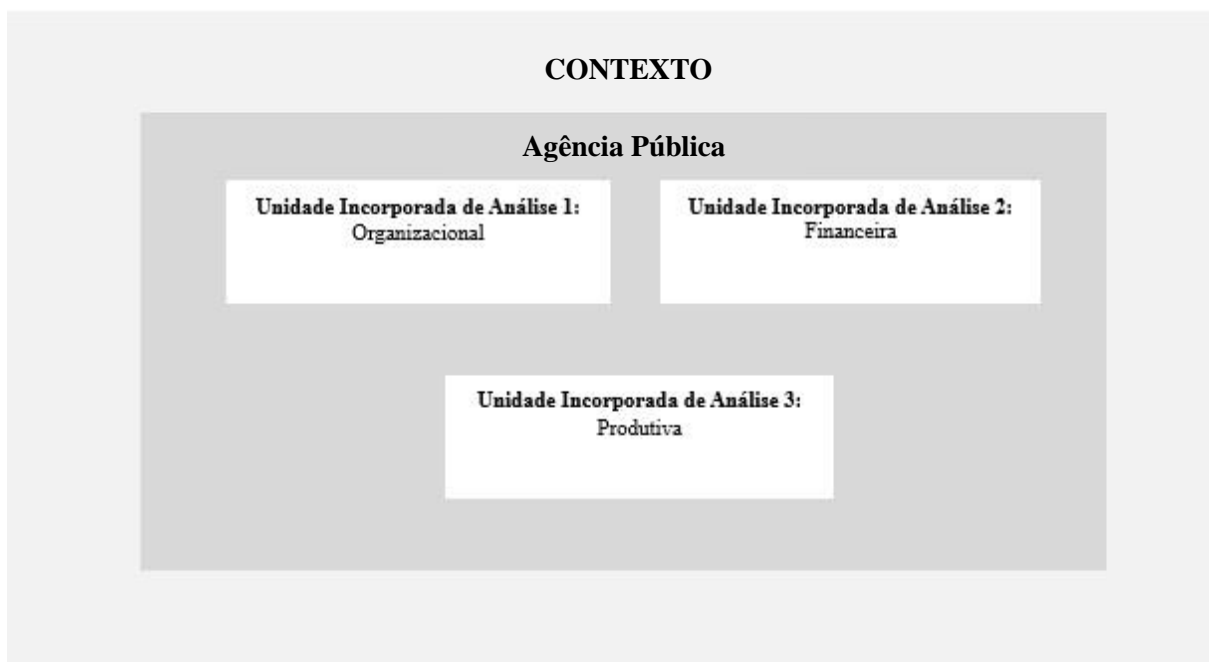 CONTEXTO
Agência Pública
Unidade Incorporada de Análise 1:
Organizacional
Unidade Incorporada de Análise 2:
Financeira
Unidade Incorporada de Análise 3:
Produtiva